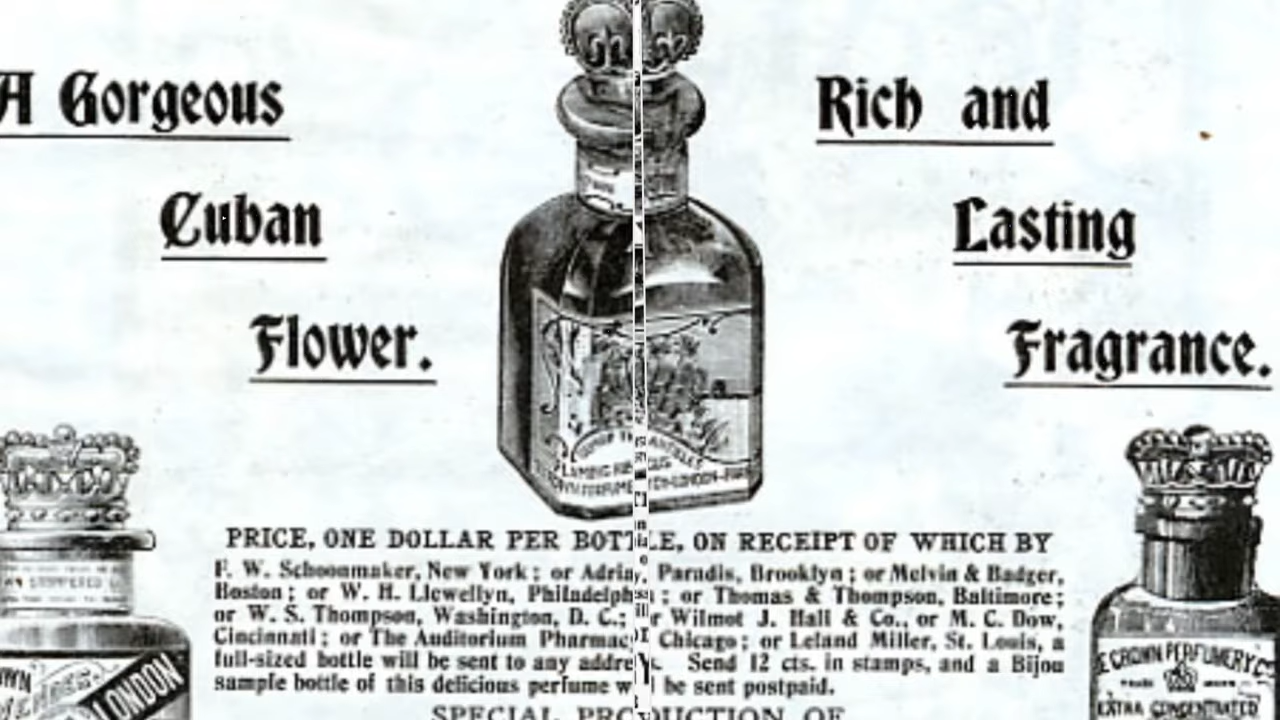 A Gorgeous
Cuban
Flower.
Rich and
Lasting
Fragrance.
PRICE, ONE DOLLAR PER BOTTLE, ON RECEIPT OF WHICH BY
F. W. Schoonmaker, New York; or Adrian Paradis, Brooklyn; or Melvin & Badger,
Boston; or W. H. Llewellyn, Philadelphia; or Thomas & Thompson, Baltimore;
or W. S. Thompson, Washington, D. C.; or Wilmot J. Hall & Co., or M. C. Dow,
Cincinnati; or The Auditorium Pharmacy, Chicago; or Leland Miller, St. Louis, a
full-sized bottle will be sent to any address. Send 12 cts. in stamps, and a Bijou
sample bottle of this delicious perfume will be sent postpaid.
SPECIAL PRODUCTION OF
LONDON
CROWN PERFUMERY Co
EXTRA CONCENTRATED